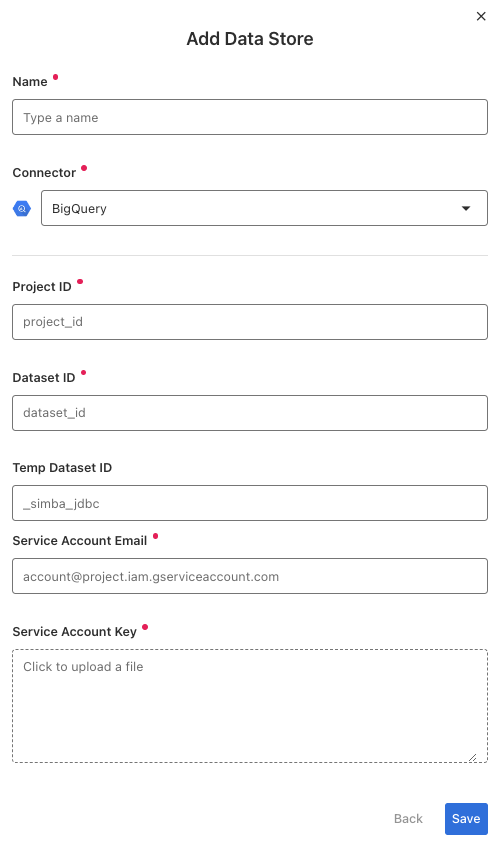 Add Data Store
Name
Type a name
Connector
BigQuery
Project ID
project_id
Dataset ID
dataset_id
Temp Dataset ID
_simba_jdbc
Service Account Email
account@project.iam.gserviceaccount.com
Service Account Key
Click to upload a file
Back
Save